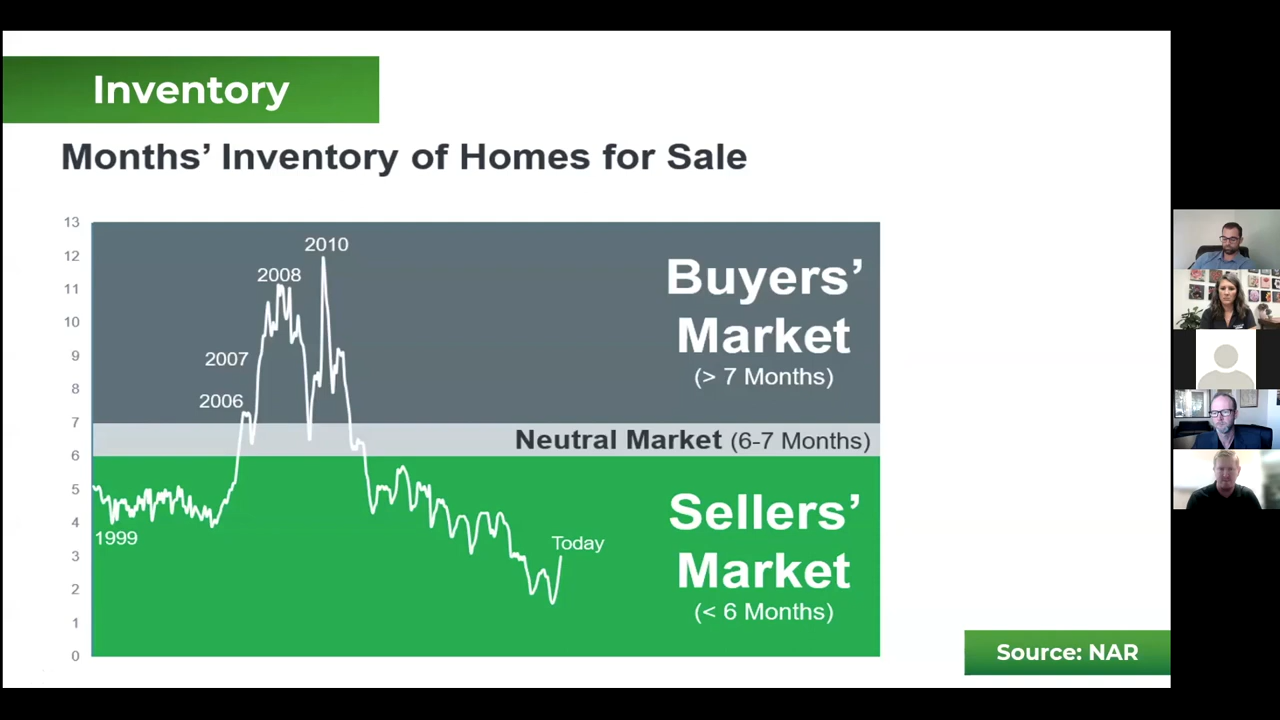 Inventory
Months’ Inventory of Homes for Sale
13
12
11
10
9
8
7
6
5
4
3
2
1
0
2010
2008
2007
2006
1999
Today
Buyers’
Market
(> 7 Months)
Neutral Market (6-7 Months)
Sellers’
Market
(< 6 Months)
Source: NAR